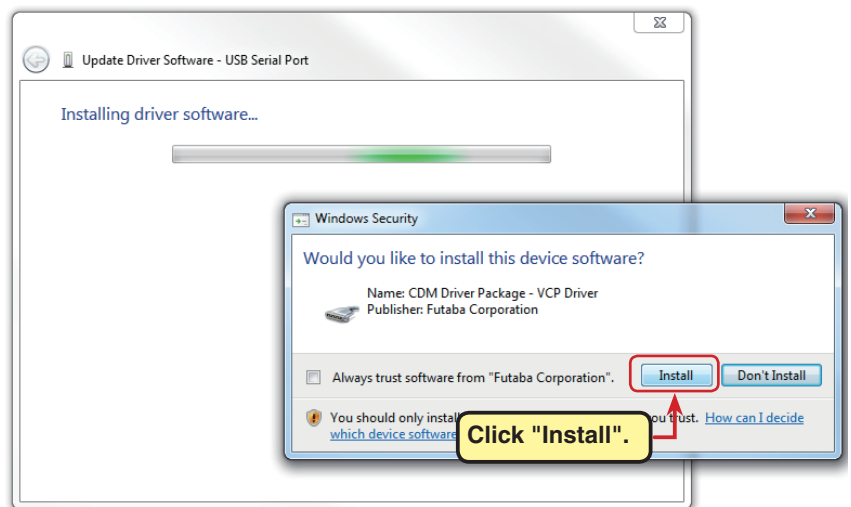 Update Driver Software - USB Serial Port
Installing driver software...
Windows Security
Would you like to install this device software?
Name: CDM Driver Package - VCP Driver
Publisher: Futaba Corporation
Always trust software from "Futaba Corporation".
Install
Don't Install
You should only instal
ou trust. How can I decide
which device software
Click "Install".